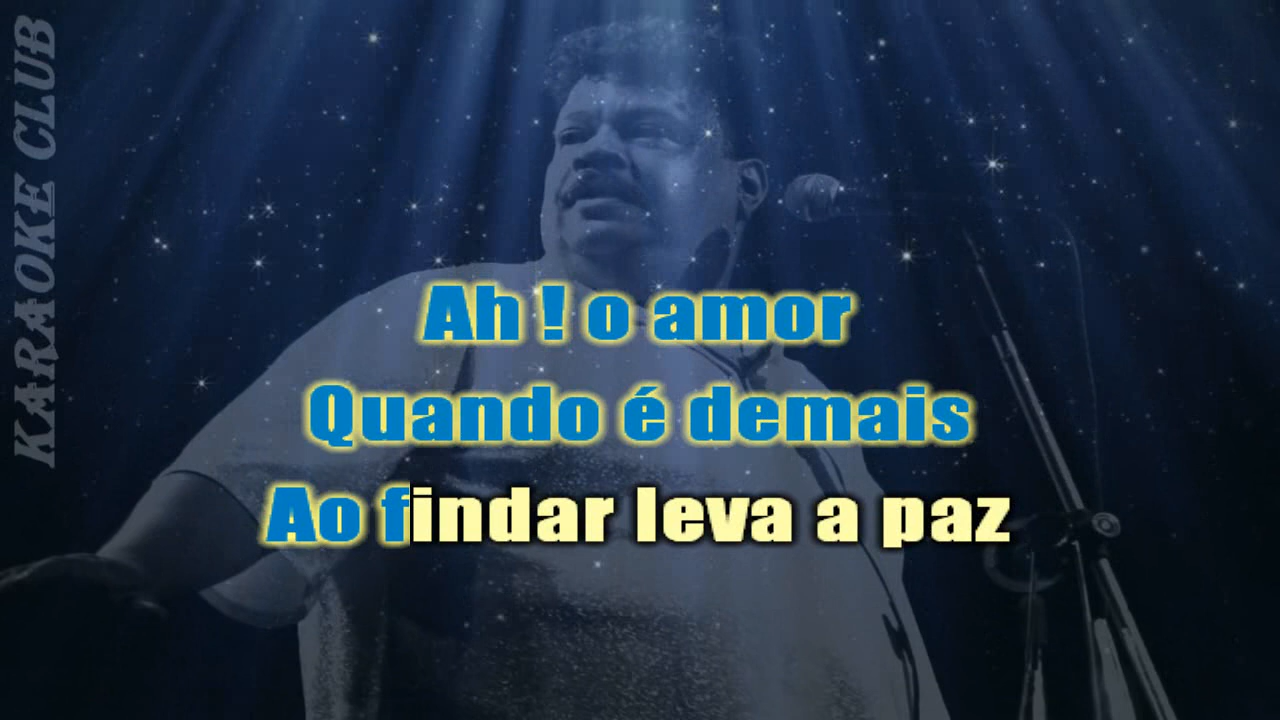 KARAOKE CLUB
Ah ! o amor
Quando é demais
Ao findar leva a paz